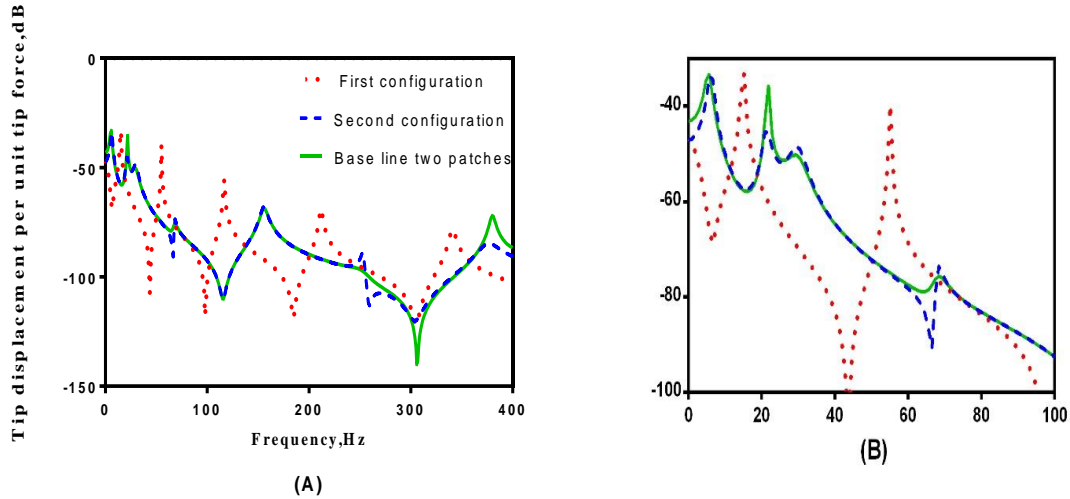 Tip displacement per unit tip force,dB
0
-50
-100
-150
0 100 200 300 400
Frequency,Hz
(A)
First configuration
Second configuration
Base line two patches
-40
-60
-80
-100
0 20 40 60 80 100
(B)